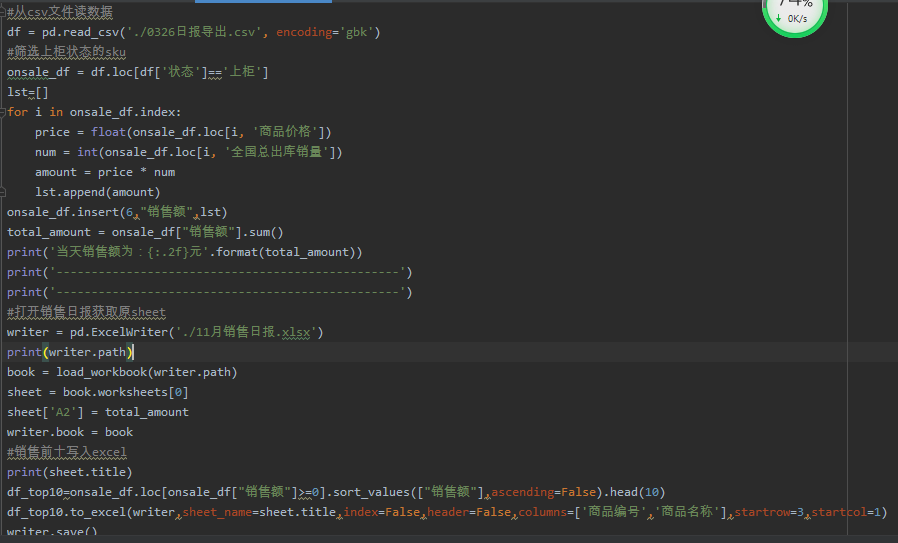 74%
0K/s
#从csv文件读数据
df = pd.read_csv('./0326日报导出.csv', encoding='gbk')
#筛选上柜状态的sku
onsale_df = df.loc[df['状态']=='上柜']
lst=[]
for i in onsale_df.index:
    price = float(onsale_df.loc[i, '商品价格'])
    num = int(onsale_df.loc[i, '全国总出库销量'])
    amount = price * num
    lst.append(amount)
onsale_df.insert(6,"销售额",lst)
total_amount = onsale_df["销售额"].sum()
print('当天销售额为：{:.2f}元'.format(total_amount))
print('-------------------------------------------------')
print('-------------------------------------------------')
#打开销售日报获取原sheet
writer = pd.ExcelWriter('./11月销售日报.xlsx')
print(writer.path)
book = load_workbook(writer.path)
sheet = book.worksheets[0]
sheet['A2'] = total_amount
writer.book = book
#销售前十写入excel
print(sheet.title)
df_top10=onsale_df.loc[onsale_df["销售额"]>=0].sort_values(["销售额"],ascending=False).head(10)
df_top10.to_excel(writer,sheet_name=sheet.title,index=False,header=False,columns=['商品编号','商品名称'],startrow=3,startcol=1)
writer.save()